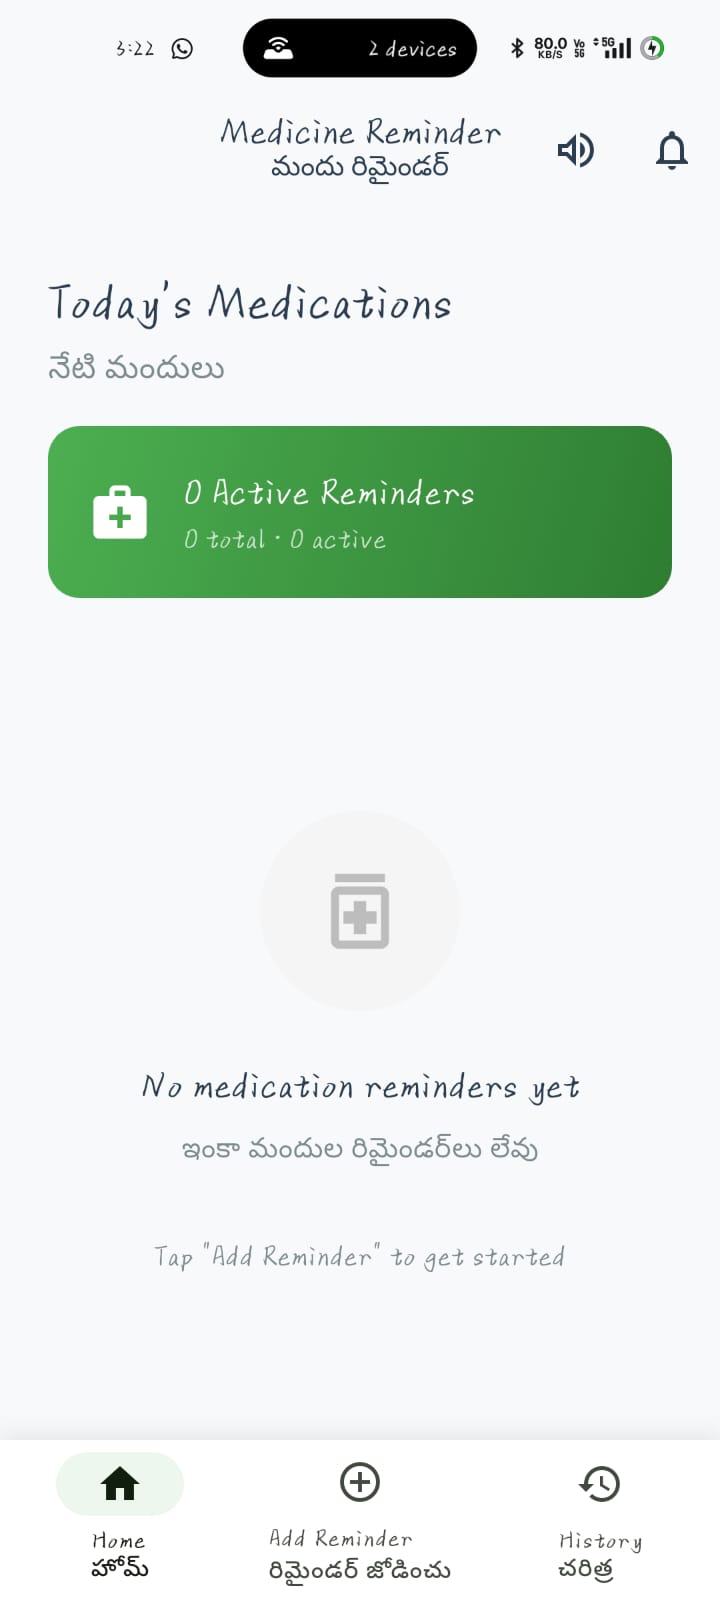 3:22
2 devices
80.0 KB/S
Vo 5G
5G
Medicine Reminder
మందు రిమైండర్
Today's Medications
నేటి మందులు
0 Active Reminders
0 total · 0 active
No medication reminders yet
ఇంకా మందుల రిమైండర్‌లు లేవు
Tap "Add Reminder" to get started
Home
హోమ్
Add Reminder
రిమైండర్ జోడించు
History
చరిత్ర